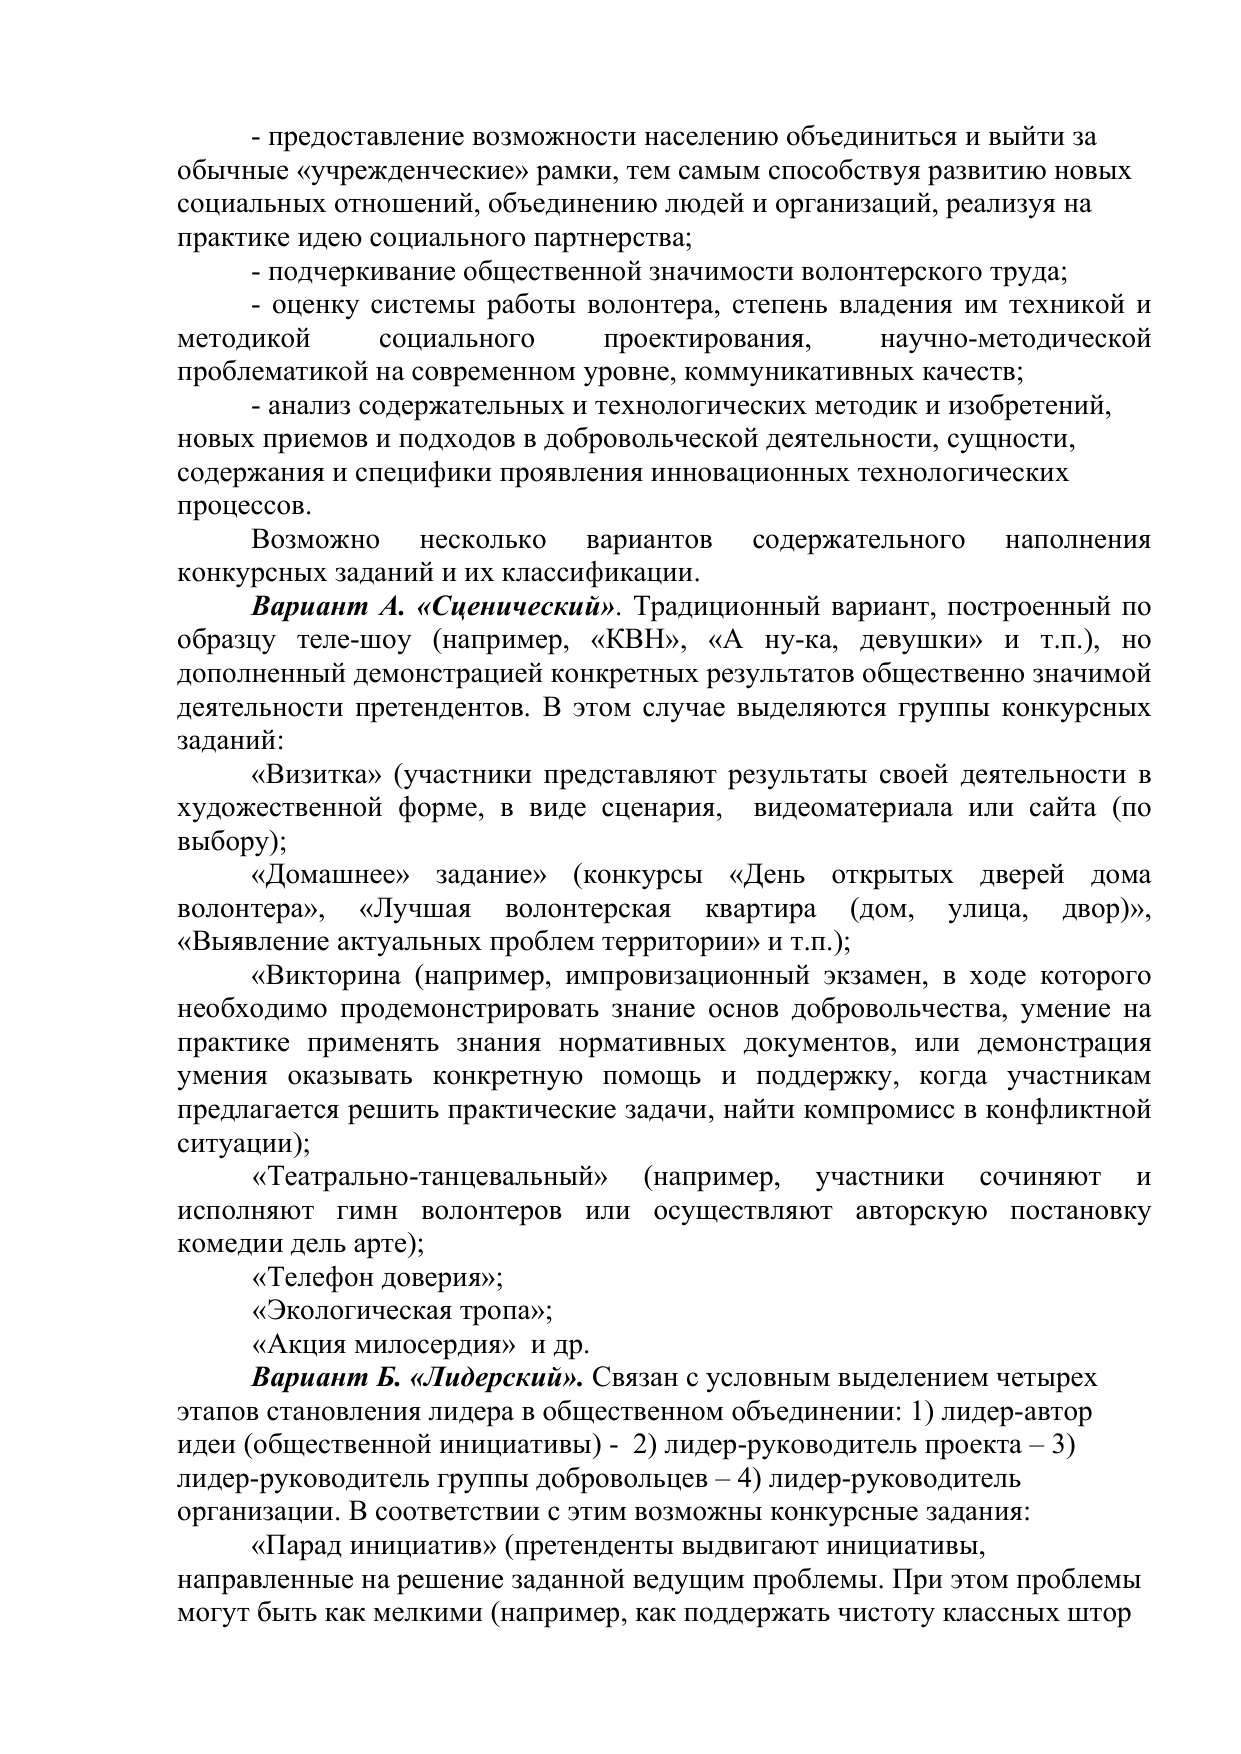 - предоставление возможности населению объединиться и выйти за
обычные «учрежденческие» рамки, тем самым способствуя развитию новых
социальных отношений, объединению людей и организаций, реализуя на
практике идею социального партнерства;
- подчеркивание общественной значимости волонтерского труда;
- оценку системы работы волонтера, степень владения им техникой и
методикой социального проектирования, научно-методической
проблематикой на современном уровне, коммуникативных качеств;
- анализ содержательных и технологических методик и изобретений,
новых приемов и подходов в добровольческой деятельности, сущности,
содержания и специфики проявления инновационных технологических
процессов.
Возможно несколько вариантов содержательного наполнения
конкурсных заданий и их классификации.
Вариант А. «Сценический». Традиционный вариант, построенный по
образцу теле-шоу (например, «КВН», «А ну-ка, девушки» и т.п.), но
дополненный демонстрацией конкретных результатов общественно значимой
деятельности претендентов. В этом случае выделяются группы конкурсных
заданий:
«Визитка» (участники представляют результаты своей деятельности в
художественной форме, в виде сценария, видеоматериала или сайта (по
выбору);
«Домашнее» задание» (конкурсы «День открытых дверей дома
волонтера», «Лучшая волонтерская квартира (дом, улица, двор)»,
«Выявление актуальных проблем территории» и т.п.);
«Викторина (например, импровизационный экзамен, в ходе которого
необходимо продемонстрировать знание основ добровольчества, умение на
практике применять знания нормативных документов, или демонстрация
умения оказывать конкретную помощь и поддержку, когда участникам
предлагается решить практические задачи, найти компромисс в конфликтной
ситуации);
«Театрально-танцевальный» (например, участники сочиняют и
исполняют гимн волонтеров или осуществляют авторскую постановку
комедии дель арте);
«Телефон доверия»;
«Экологическая тропа»;
«Акция милосердия» и др.
Вариант Б. «Лидерский». Связан с условным выделением четырех
этапов становления лидера в общественном объединении: 1) лидер-автор
идеи (общественной инициативы) - 2) лидер-руководитель проекта – 3)
лидер-руководитель группы добровольцев – 4) лидер-руководитель
организации. В соответствии с этим возможны конкурсные задания:
«Парад инициатив» (претенденты выдвигают инициативы,
направленные на решение заданной ведущим проблемы. При этом проблемы
могут быть как мелкими (например, как поддержать чистоту классных штор